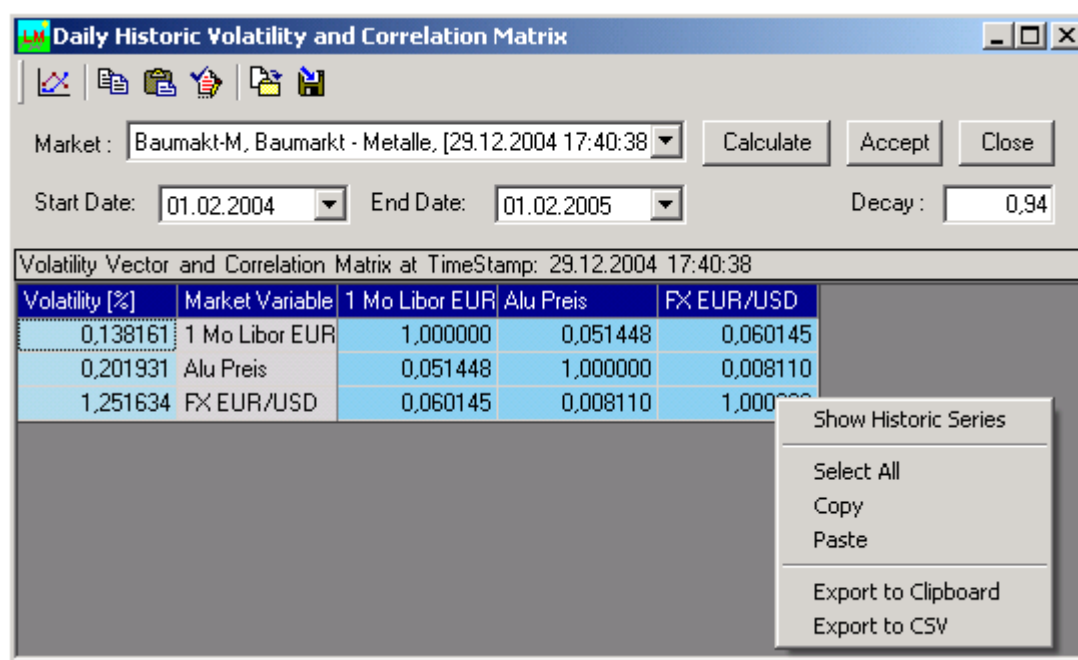 LM Daily Historic Volatility and Correlation Matrix
Market : Baumakt-M, Baumarkt - Metalle, [29.12.2004 17:40:38 Calculate Accept Close
Start Date: 01.02.2004 End Date: 01.02.2005 Decay : 0,94
Volatility Vector and Correlation Matrix at TimeStamp: 29.12.2004 17:40:38
Volatility [%] Market Variable 1 Mo Libor EUR Alu Preis FX EUR/USD
0,138161 1 Mo Libor EUR 1,000000 0,051448 0,060145
0,201931 Alu Preis 0,051448 1,000000 0,008110
1,251634 FX EUR/USD 0,060145 0,008110
Show Historic Series
Select All
Copy
Paste
Export to Clipboard
Export to CSV